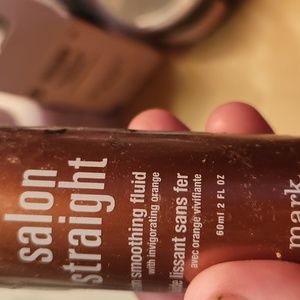 salon
straight
smoothing fluid
with invigorating orange
lissant sans fer
avec orange vivifiante
60ml 2 FL OZ
mark